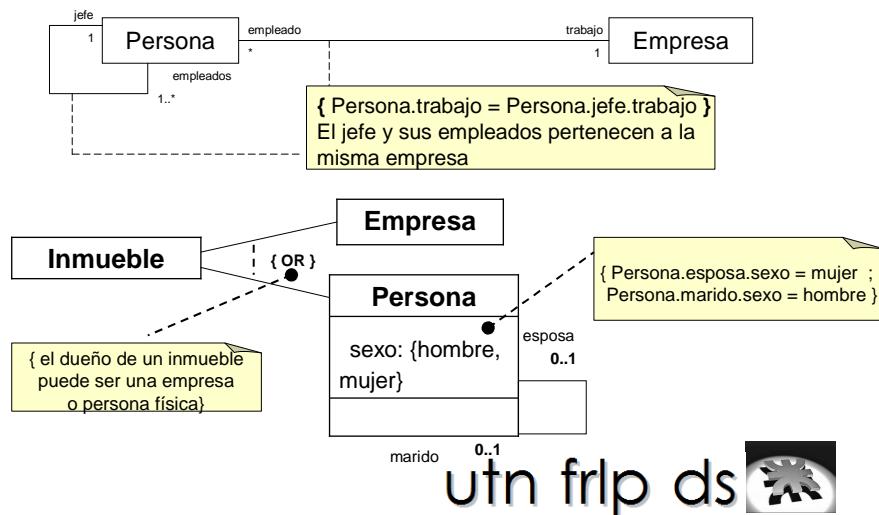 jefe
1
Persona
empleado
*
trabajo
1
Empresa
empleados
1..*
{ Persona.trabajo = Persona.jefe.trabajo }
El jefe y sus empleados pertenecen a la
misma empresa
Empresa
Inmueble
{ OR }
{ Persona.esposa.sexo = mujer ;
Persona.marido.sexo = hombre }
Persona
sexo: {hombre,
mujer}
esposa
0..1
{ el dueño de un inmueble
puede ser una empresa
o persona física}
marido
0..1
utn frlp ds